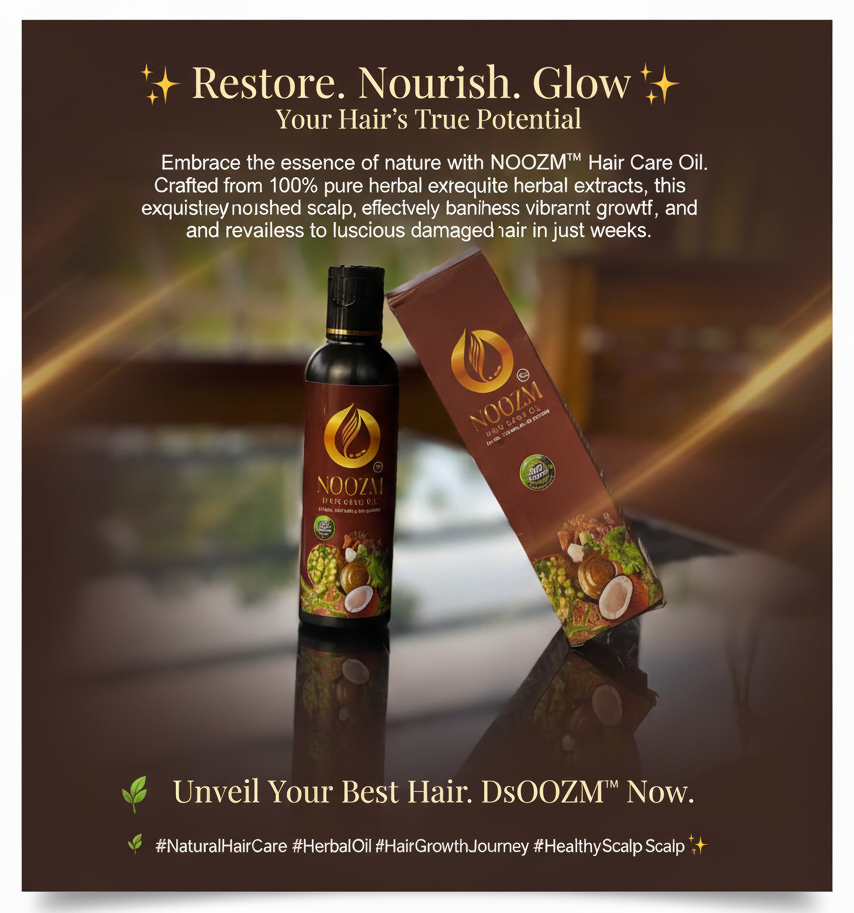 Restore. Nourish. Glow
Your Hair's True Potential
Embrace the essence of nature with NOOZM™ Hair Care Oil.
Crafted from 100% pure herbal exrequite herbal extracts, this
exquistıey noıshed scalp, effectvely banihess vibrarnt growtf, and
and revailess to luscious damaged hair in just weeks.
NOOZM
NOOZM
Unveil Your Best Hair. DsOOZM™ Now.
#NaturalHairCare #HerbalOil #HairGrowthJourney #HealthyScalp Scalp